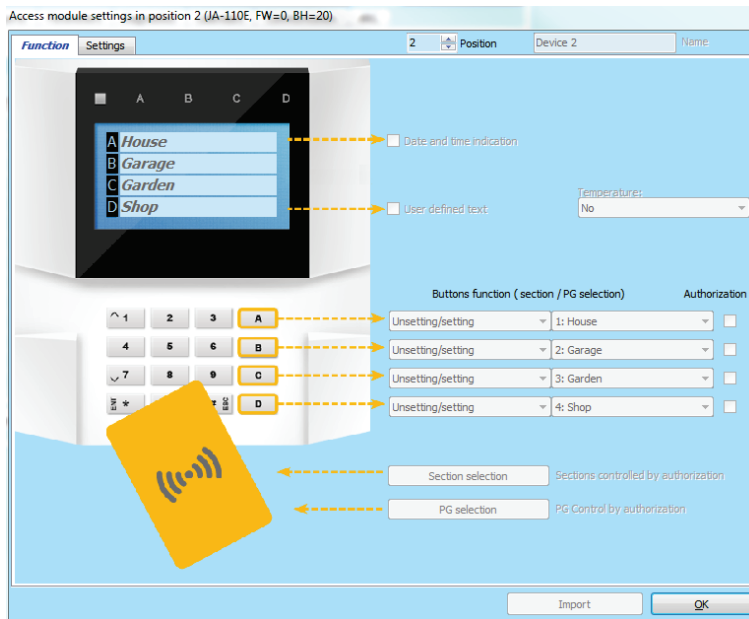 Access module settings in position 2 (JA-110E, FW=0, BH=20)
Function Settings 2 Position Device 2 Name
A B C D
A House
B Garage
C Garden
D Shop
Date and time indication
User defined text
Temperature:
No
Buttons function ( section / PG selection) Authorization
1 2 3 A
Unsetting/setting 1: House
4 5 6 B
Unsetting/setting 2: Garage
7 8 9 C
Unsetting/setting 3: Garden
* ESC D
Unsetting/setting 4: Shop
Section selection Sections controlled by authorization
PG selection PG Control by authorization
Import OK